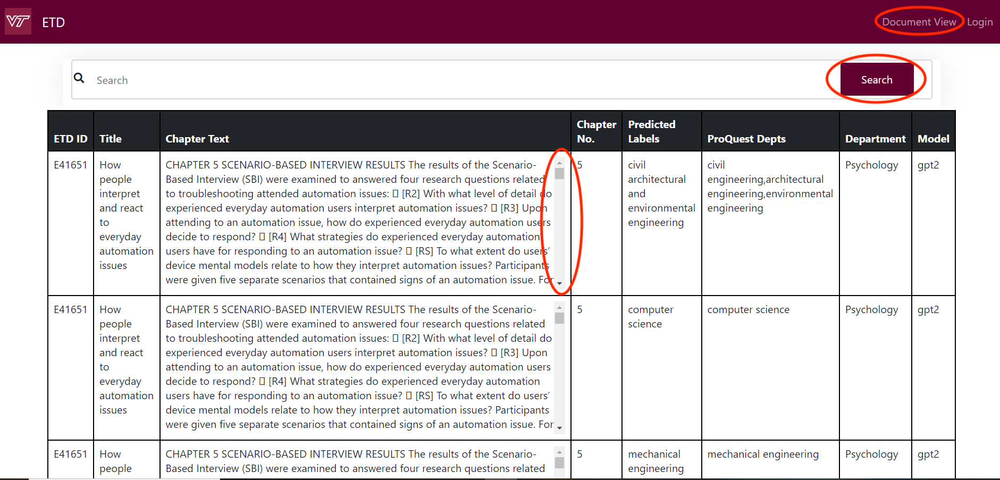 VT ETD Document View Login
Search Search
ETD ID Title Chapter Text Chapter No. Predicted Labels ProQuest Depts Department Model
E41651
How
people
interpret
and react
to
everyday
automation
issues
CHAPTER 5 SCENARIO-BASED INTERVIEW RESULTS The results of the Scenario-
Based Interview (SBI) were examined to answered four research questions related
to troubleshooting attended automation issues: ▯ [R2] With what level of detail do
experienced everyday automation users interpret automation issues? ▯ [R3] Upon
attending to an automation issue, how do experienced everyday automation users
decide to respond? ▯ [R4] What strategies do experienced everyday automation
users have for responding to an automation issue? ▯ [RS] To what extent do users’
device mental models relate to how they interpret automation issues? Participants
were given five separate scenarios that contained signs of an automation issue. For
5
civil
architectural
and
environmental
engineering
civil
engineering,architectural
engineering,environmental
engineering
Psychology
gpt2
E41651
How
people
interpret
and react
to
everyday
automation
issues
CHAPTER 5 SCENARIO-BASED INTERVIEW RESULTS The results of the Scenario-
Based Interview (SBI) were examined to answered four research questions related
to troubleshooting attended automation issues: ▯ [R2] With what level of detail do
experienced everyday automation users interpret automation issues? ▯ [R3] Upon
attending to an automation issue, how do experienced everyday automation users
decide to respond? ▯ [R4] What strategies do experienced everyday automation
users have for responding to an automation issue? ▯ [RS] To what extent do users’
device mental models relate to how they interpret automation issues? Participants
were given five separate scenarios that contained signs of an automation issue. For
5
computer
science
computer science
Psychology
gpt2
E41651
How
people
CHAPTER 5 SCENARIO-BASED INTERVIEW RESULTS The results of the Scenario-
Based Interview (SBI) were examined to answered four research questions related
5
mechanical
engineering
mechanical engineering
Psychology
gpt2